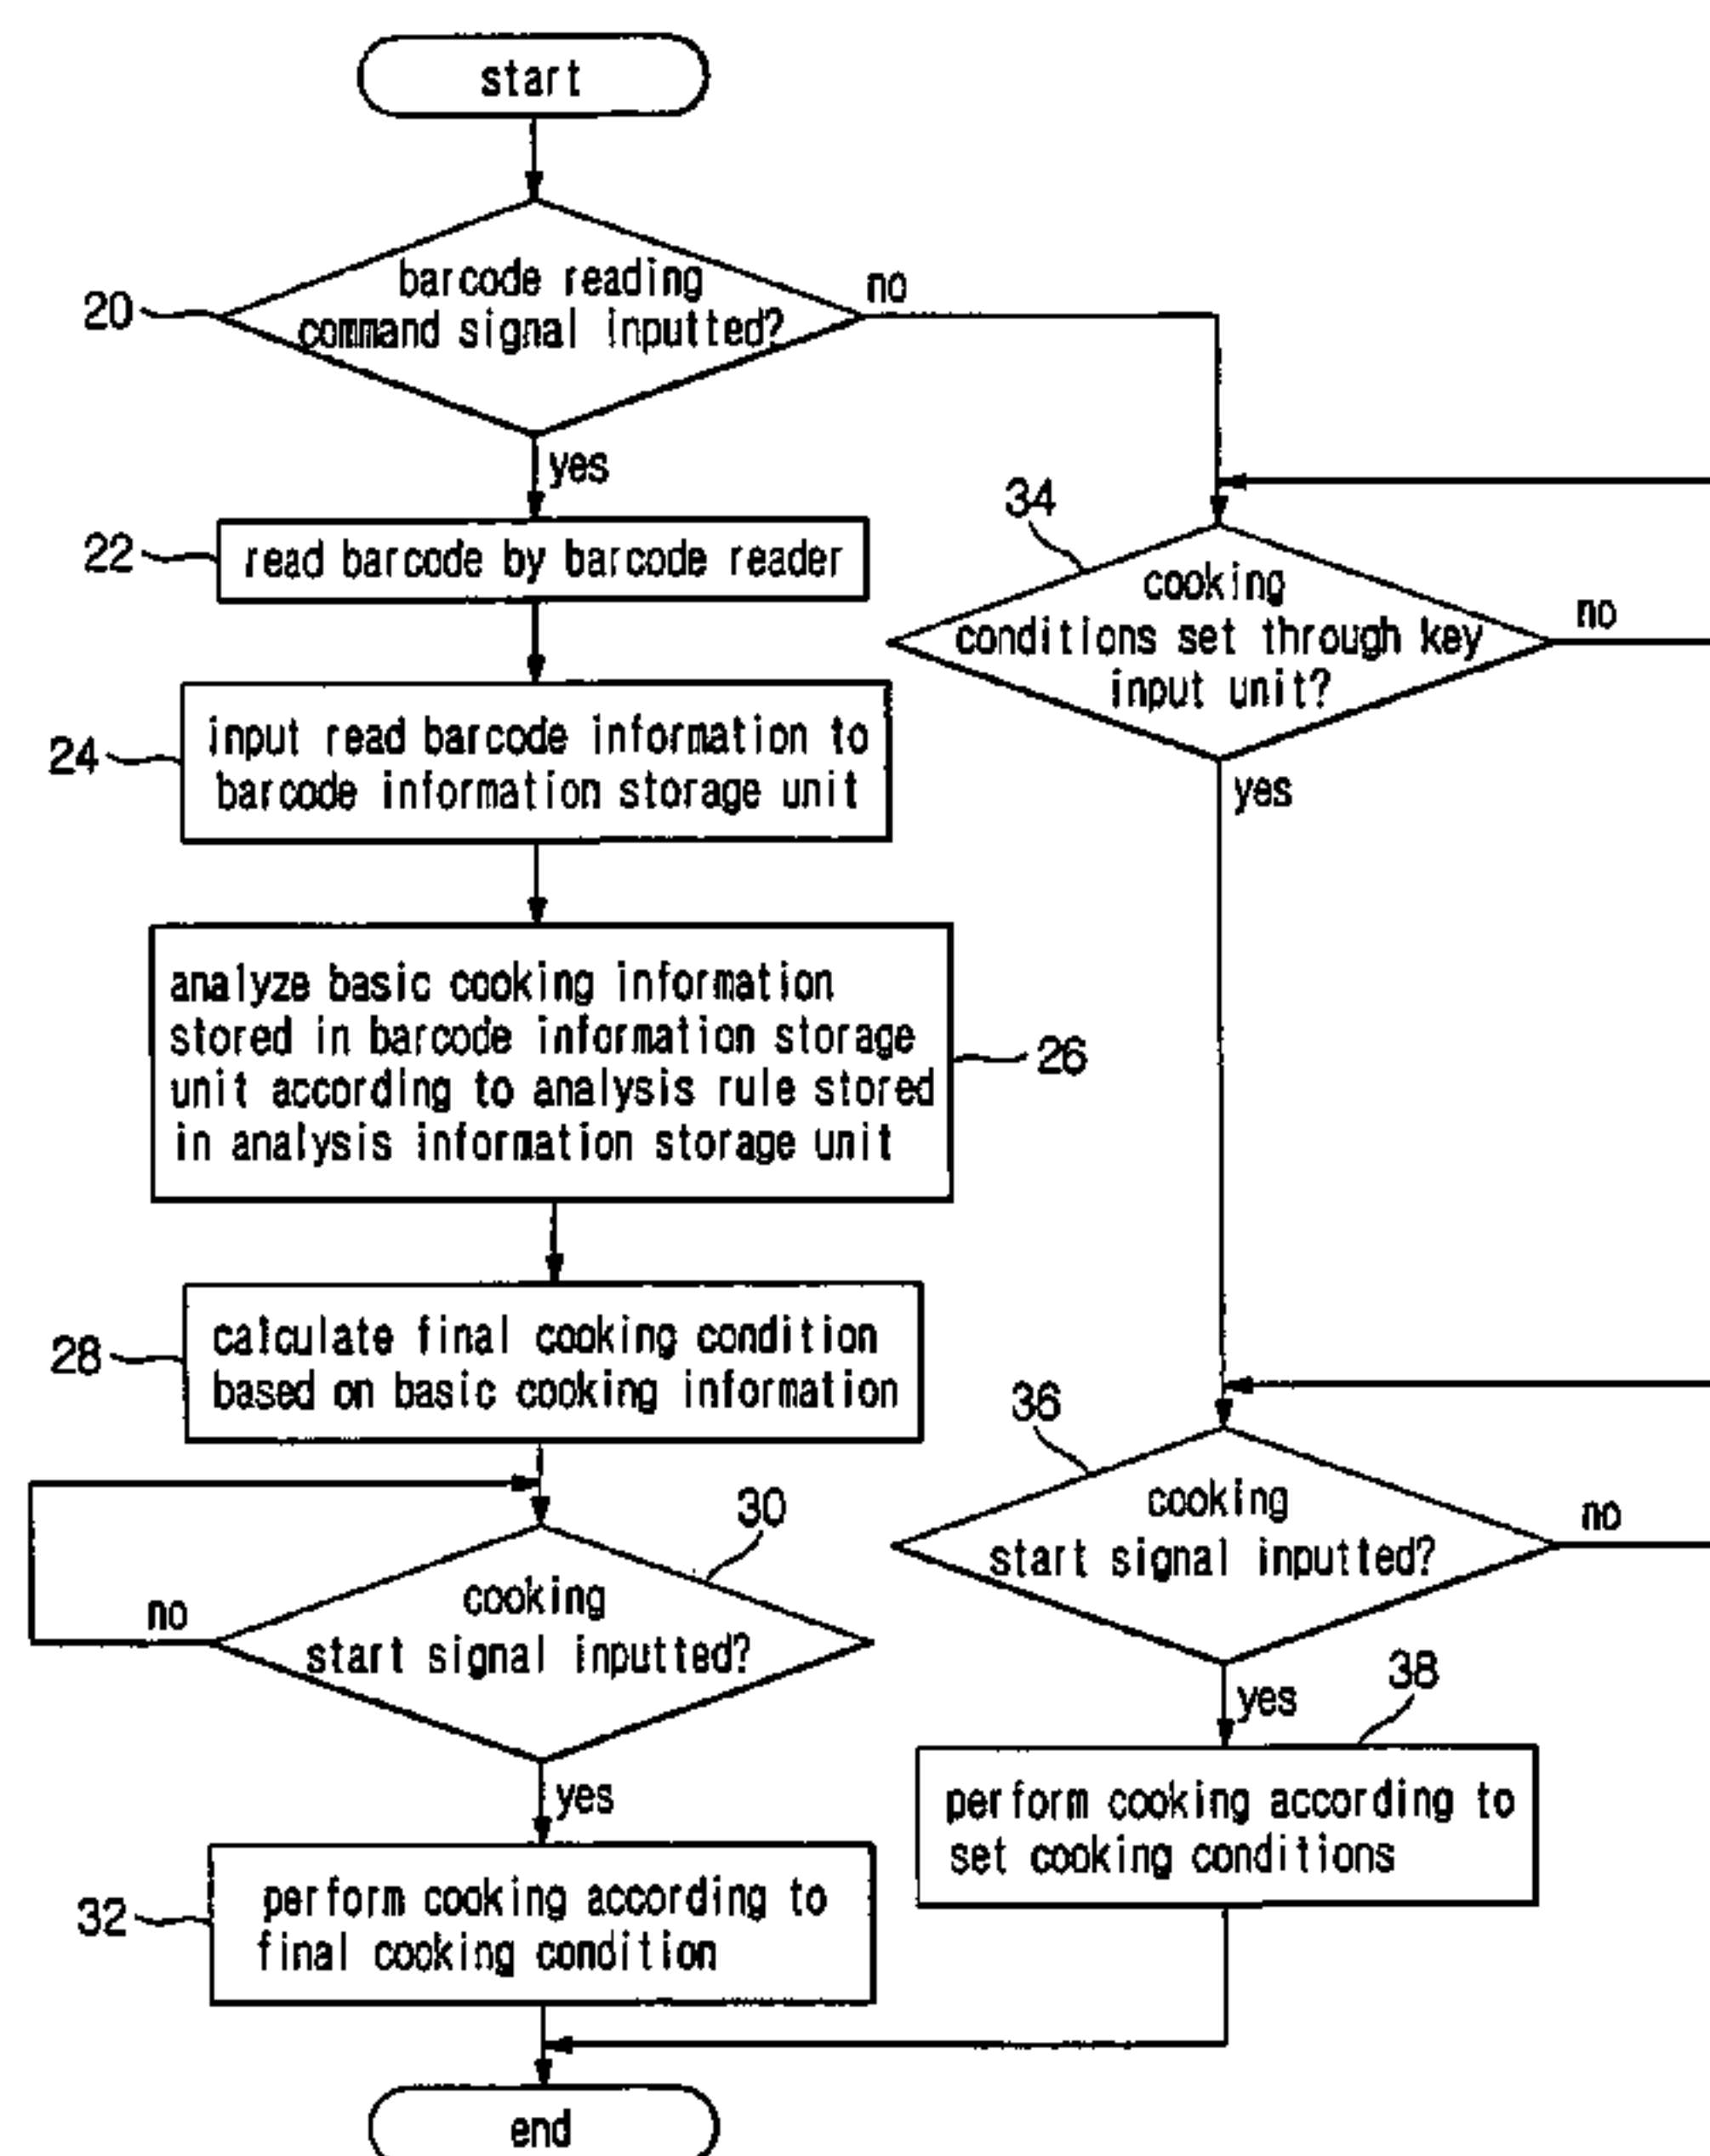 start
20
barcode reading
command signal inputted?
no
yes
22
read barcode by barcode reader
24
input read barcode information to
barcode information storage unit
analyze basic cooking information
stored in barcode information storage
unit according to analysis rule stored
in analysis information storage unit
26
28
calculate final cooking condition
based on basic cooking information
30
cooking
start signal inputted?
no
yes
32
perform cooking according to
final cooking condition
34
cooking
conditions set through key
input unit?
no
yes
36
cooking
start signal inputted?
no
yes
38
perform cooking according to
set cooking conditions
end